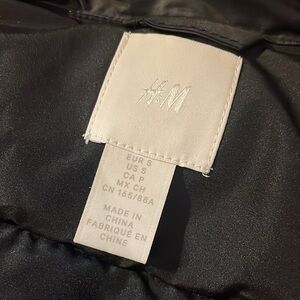 H&M
EUR S
US S
CA P
MX CH
CN 165/88A
MADE IN
CHINA
FABRIQUÉ EN
CHINE